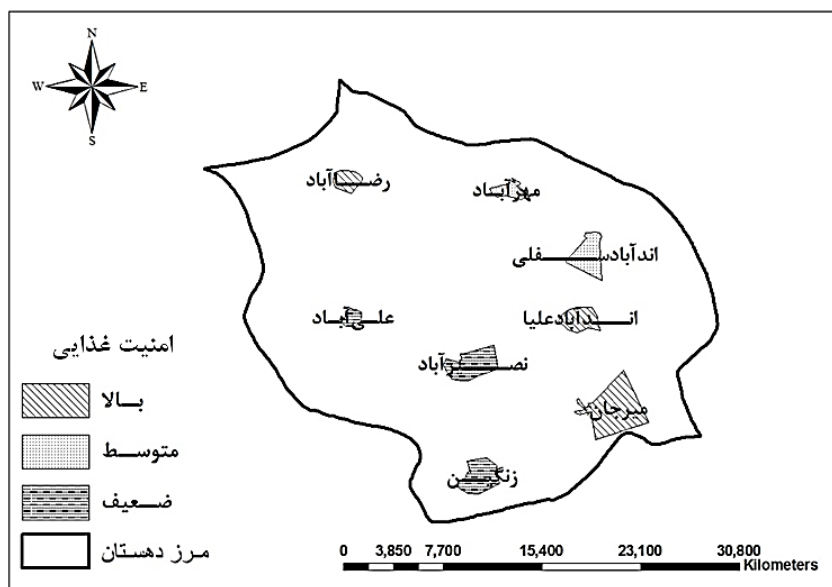 N
W E
S
رضاآباد
مهرآباد
اندآبادسفلی
علی‌آباد
اندآبادعلیا
نصرآباد
میرجان
زنگین
امنیت غذایی
بالا
متوسط
ضعیف
مرز دهستان
0 3,850 7,700 15,400 23,100 30,800
Kilometers